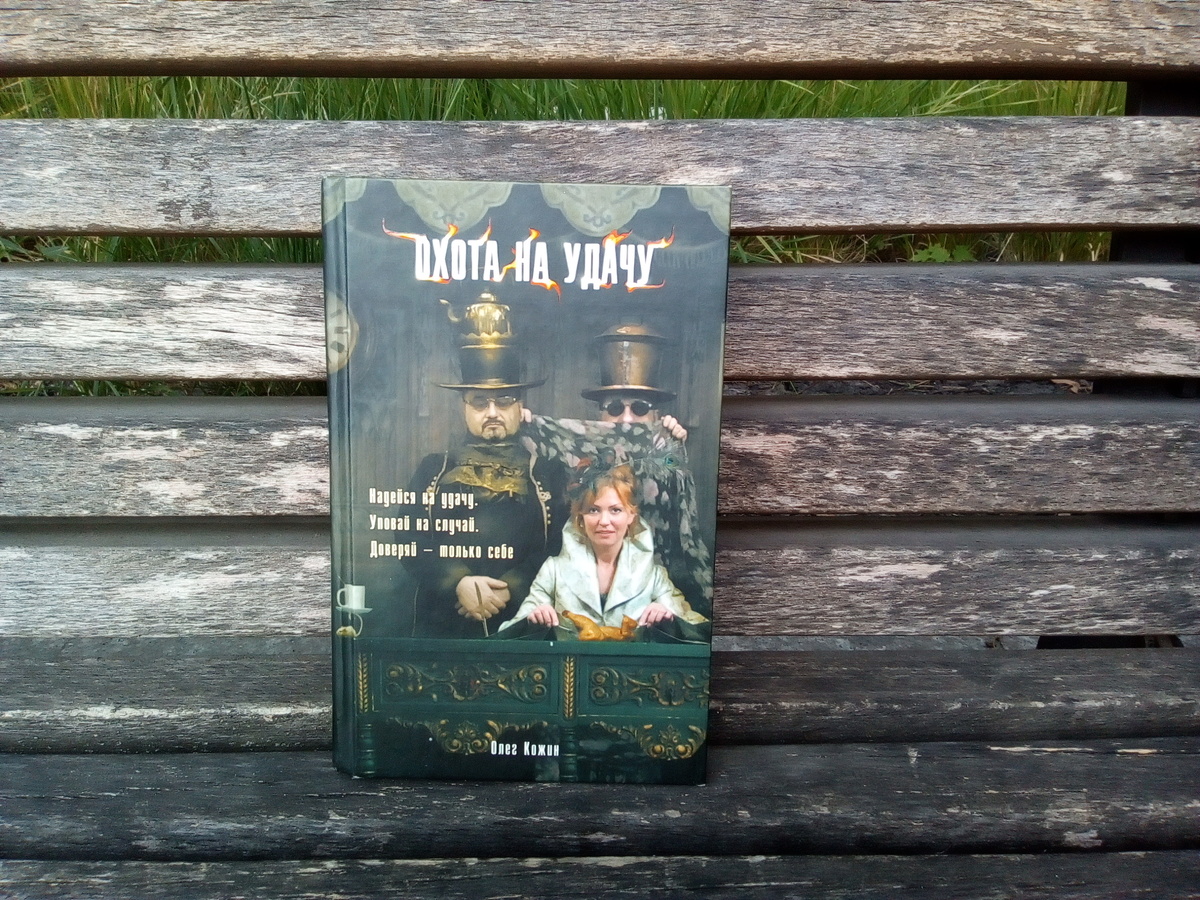 ОХОТА НА УДАЧУ
Надейся на удачу.
Уповай на случай.
Доверяй – только себе
Олег Кожин